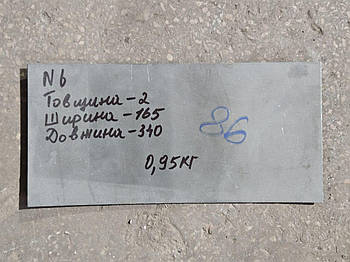 N6
Товщина-2
Ширина-165
Довжина-340
86
0,95кг